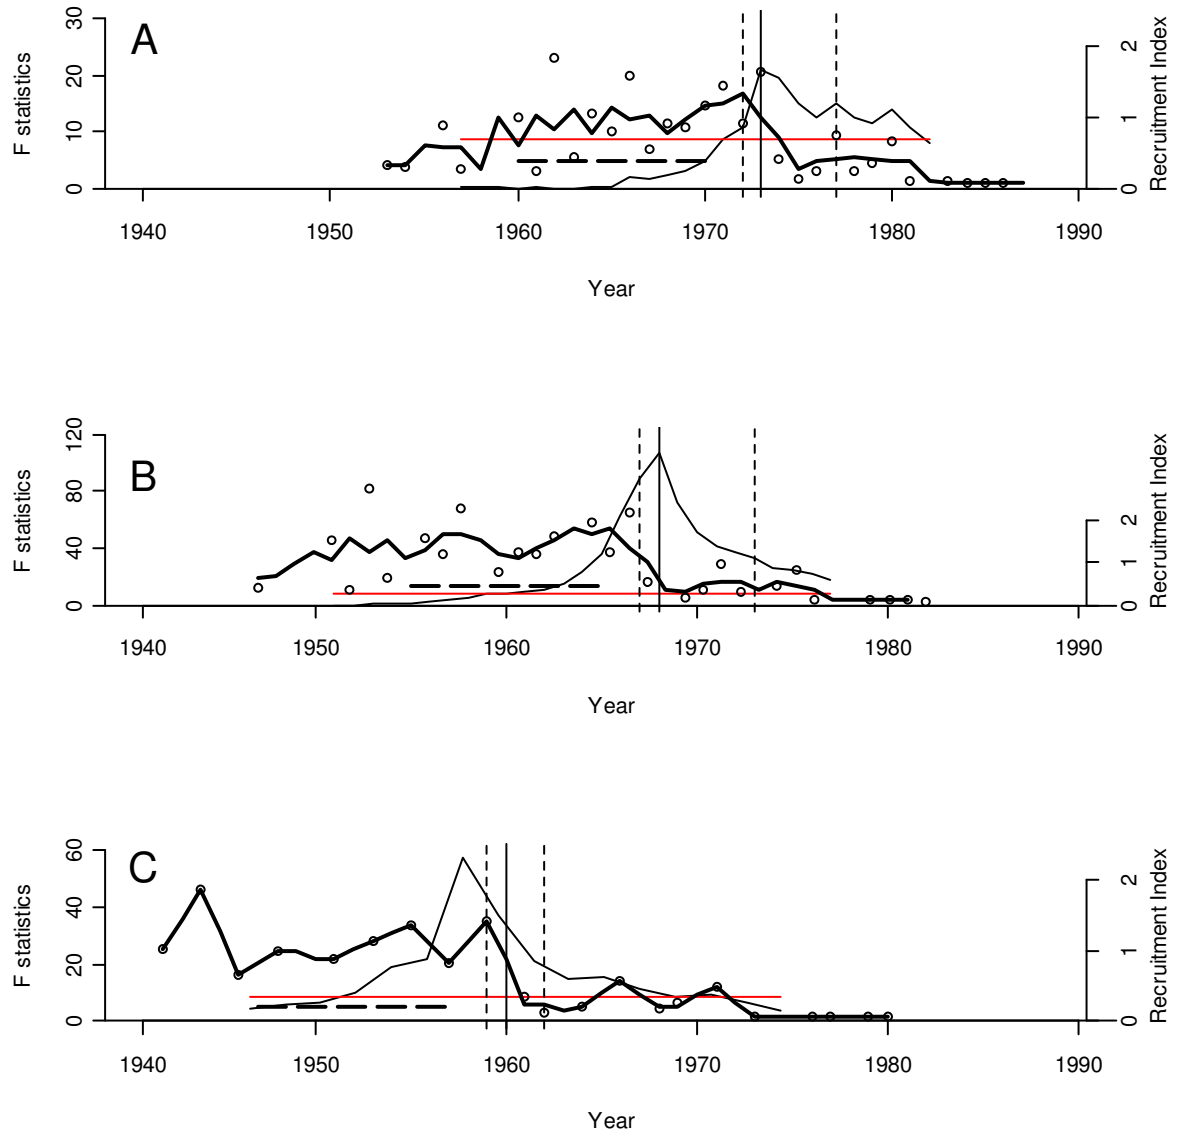 A
F statistics
0 10 20 30
Recruitment Index
0 1 2
1940 1950 1960 1970 1980 1990
Year
B
F statistics
0 40 80 120
Recruitment Index
0 1 2
1940 1950 1960 1970 1980 1990
Year
C
F statistics
0 20 40 60
Recruitment Index
0 1 2
1940 1950 1960 1970 1980 1990
Year